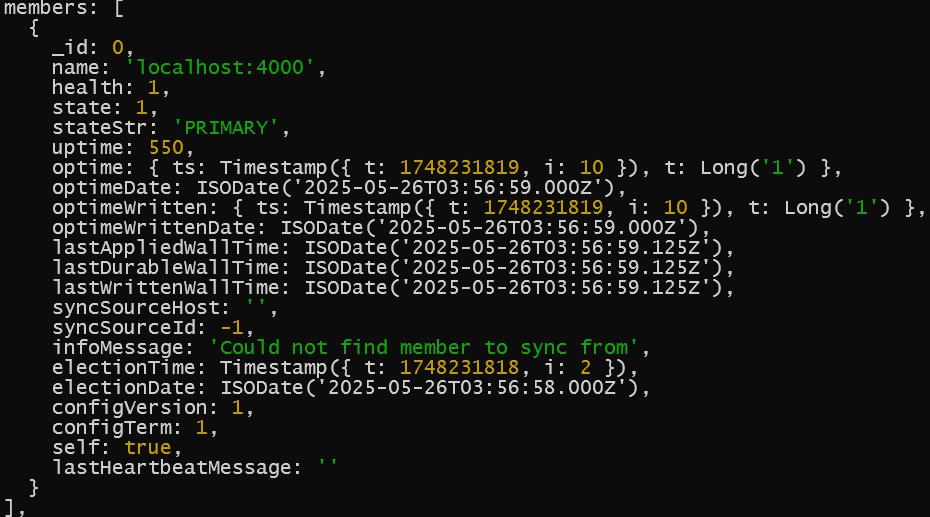 members: [
  {
    _id: 0,
    name: 'localhost:4000',
    health: 1,
    state: 1,
    stateStr: 'PRIMARY',
    uptime: 550,
    optime: { ts: Timestamp({ t: 1748231819, i: 10 }), t: Long('1') },
    optimeDate: ISODate('2025-05-26T03:56:59.000Z'),
    optimeWritten: { ts: Timestamp({ t: 1748231819, i: 10 }), t: Long('1') },
    optimeWrittenDate: ISODate('2025-05-26T03:56:59.000Z'),
    lastAppliedWallTime: ISODate('2025-05-26T03:56:59.125Z'),
    lastDurableWallTime: ISODate('2025-05-26T03:56:59.125Z'),
    lastWrittenWallTime: ISODate('2025-05-26T03:56:59.125Z'),
    syncSourceHost: '',
    syncSourceId: -1,
    infoMessage: 'Could not find member to sync from',
    electionTime: Timestamp({ t: 1748231818, i: 2 }),
    electionDate: ISODate('2025-05-26T03:56:58.000Z'),
    configVersion: 1,
    configTerm: 1,
    self: true,
    lastHeartbeatMessage: ''
  }
],